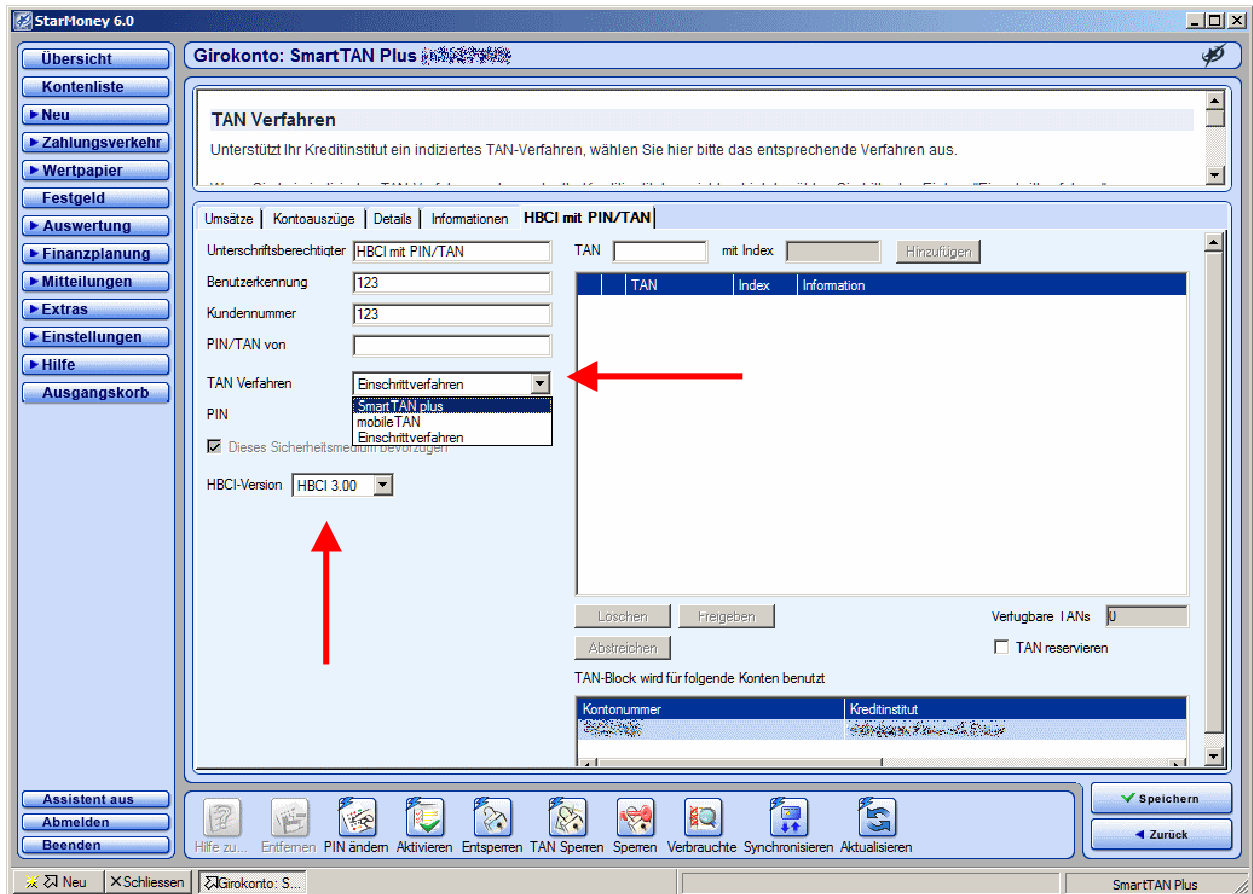 StarMoney 6.0
Übersicht
Kontenliste
Neu
Zahlungsverkehr
Wertpapier
Festgeld
Auswertung
Finanzplanung
Mitteilungen
Extras
Einstellungen
Hilfe
Ausgangskorb
Girokonto: SmartTAN Plus
TAN Verfahren
Unterstützt Ihr Kreditinstitut ein indiziertes TAN-Verfahren, wählen Sie hier bitte das entsprechende Verfahren aus.
Umsätze Kontoauszüge Details Informationen HBCI mit PIN/TAN
Unterschriftsberechtigter HBCI mit PIN/TAN
Benutzerkennung 123
Kundennummer 123
PIN/TAN von
TAN Verfahren Einschrittverfahren
SmartTAN plus
mobileTAN
Einschrittverfahren
PIN
Dieses Sicherheitsmedium bevorzugen
HBCI-Version HBCI 3.00
TAN mit Index Hinzufügen
TAN Index Information
Löschen Freigeben Verfügbare TANs 0
Abstreichen TAN reservieren
TAN-Block wird für folgende Konten benutzt
Kontonummer Kreditinstitut
Assistent aus
Abmelden
Beenden
Hilfe zu... Entfernen PIN ändern Aktivieren Entsperren TAN Sperren Sperren Verbrauchte Synchronisieren Aktualisieren
Speichern
Zurück
Neu Schliessen Girokonto: S... SmartTAN Plus